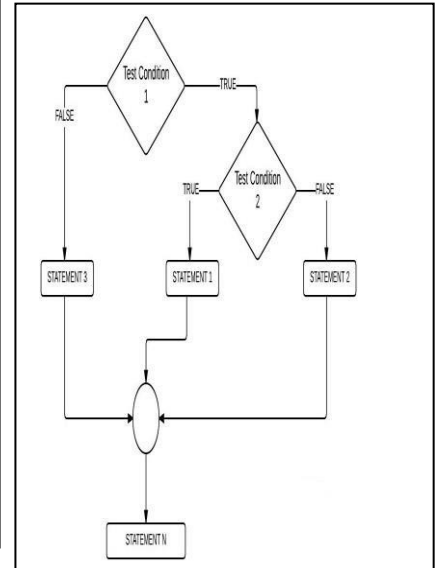 Test Condition
1
TRUE
FALSE
Test Condition
2
TRUE
FALSE
STATEMENT 3
STATEMENT 1
STATEMENT 2
STATEMENT N